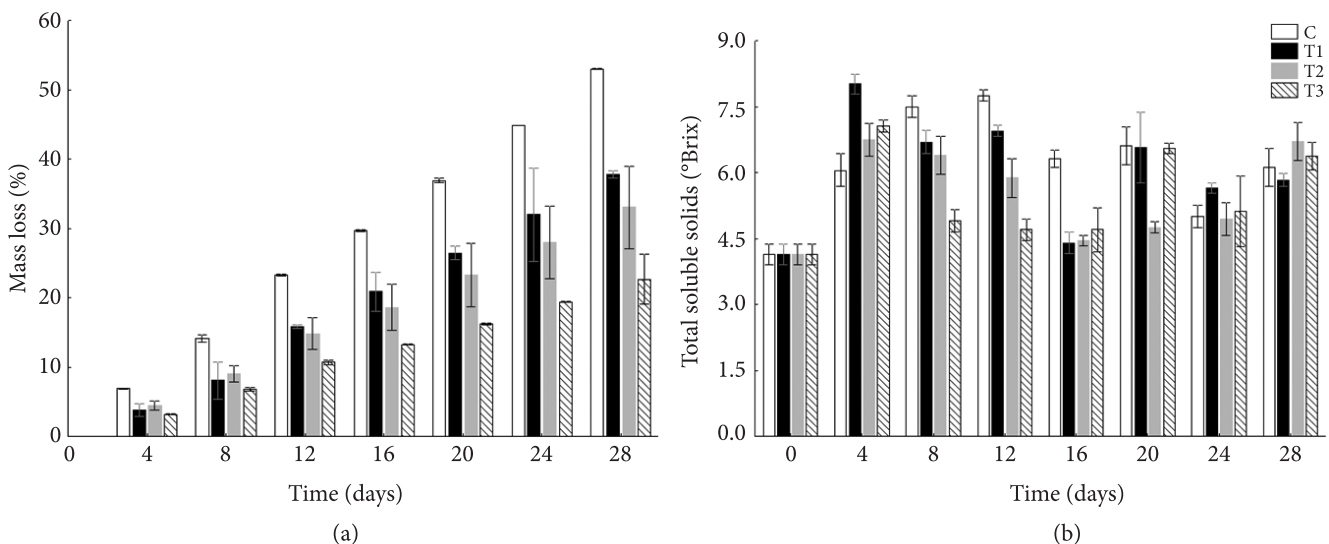 60
50
40
30
20
10
0
Mass loss (%)
0 4 8 12 16 20 24 28
Time (days)
(a)
9.0
7.5
6.0
4.5
3.0
1.5
0.0
Total soluble solids (°Brix)
C
T1
T2
T3
0 4 8 12 16 20 24 28
Time (days)
(b)